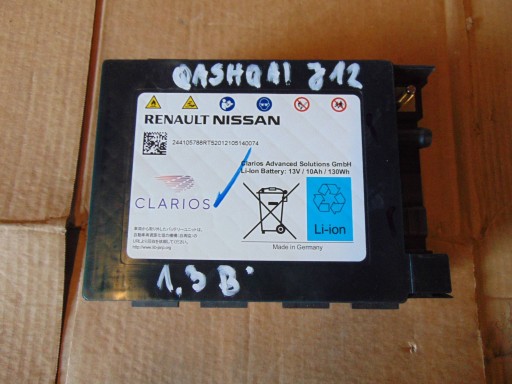 QASHQAI J12
RENAULT NISSAN
244105766RT52012105140074
Clarios Advanced Solutions GmbH
Li-Ion Battery: 13V / 10Ah / 130Wh
CLARIOS
Li-ion
Made in Germany
1.3 B